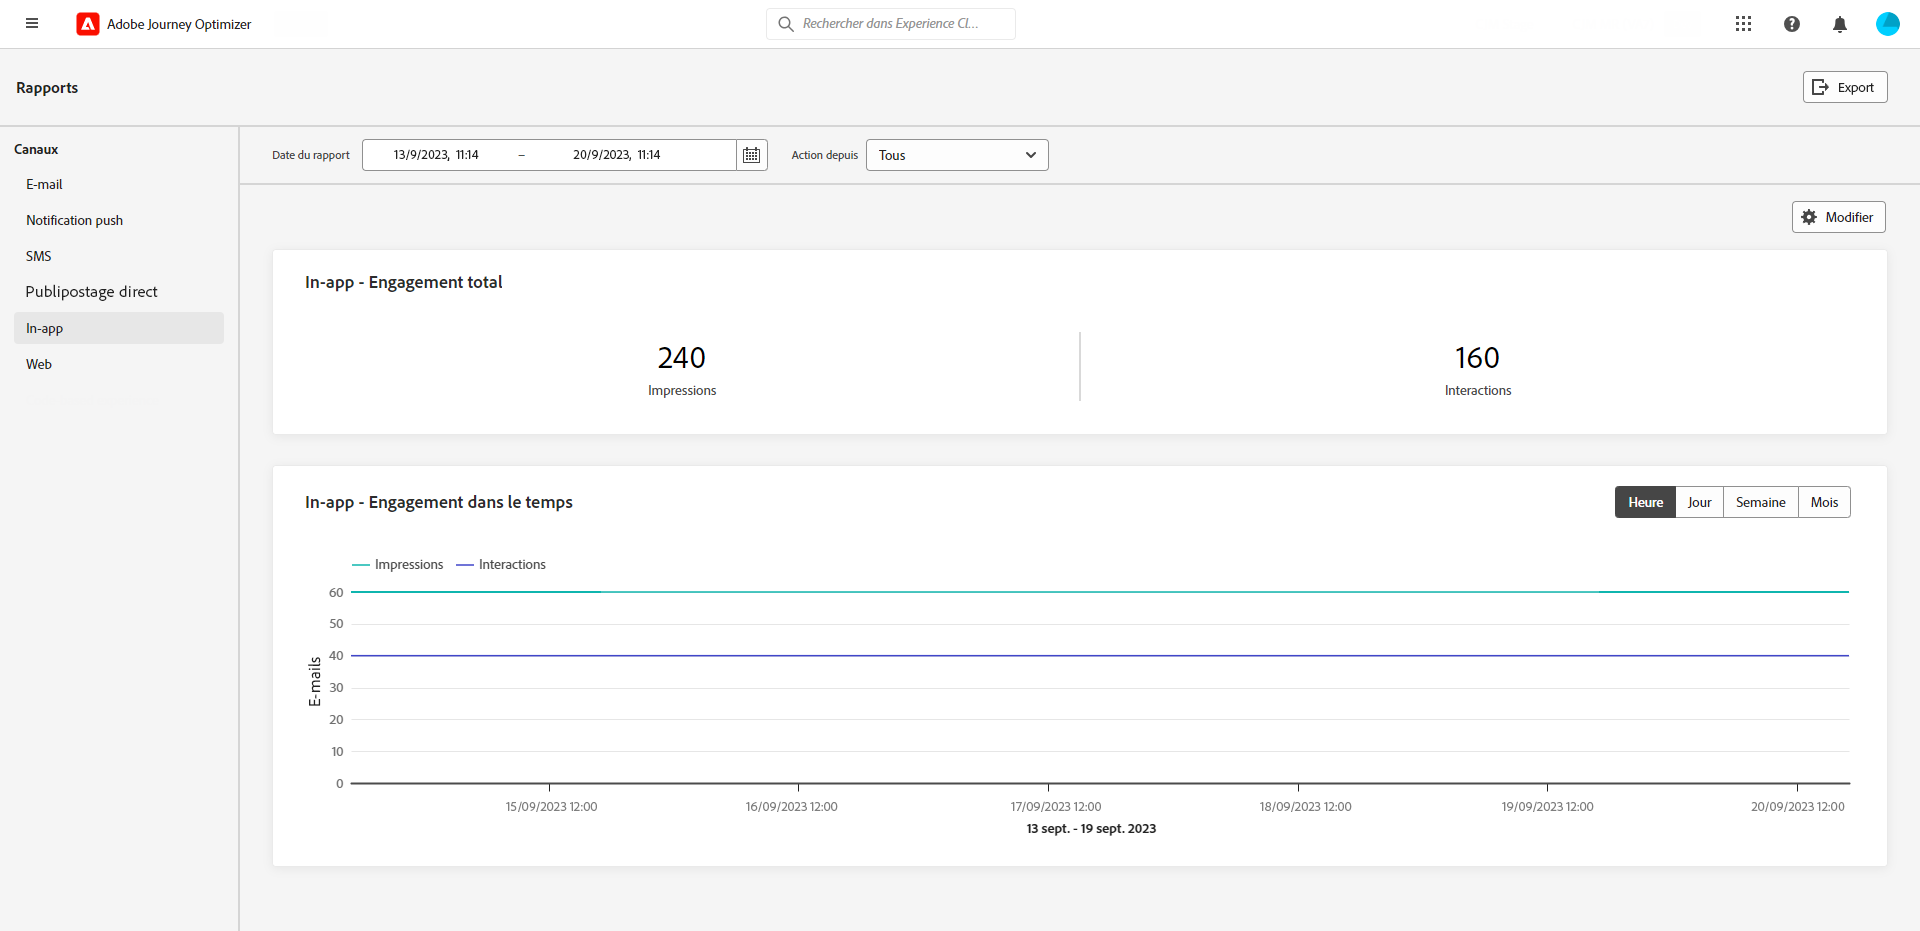 Adobe Journey Optimizer
Rechercher dans Experience Cl...
Rapports
Export
Canaux
E-mail
Notification push
SMS
Publipostage direct
In-app
Web
Date du rapport
13/9/2023, 11:14
–
20/9/2023, 11:14
Action depuis
Tous
Modifier
In-app - Engagement total
240
Impressions
160
Interactions
In-app - Engagement dans le temps
Heure
Jour
Semaine
Mois
Impressions
Interactions
60
50
40
30
20
10
0
E-mails
15/09/2023 12:00
16/09/2023 12:00
17/09/2023 12:00
18/09/2023 12:00
19/09/2023 12:00
20/09/2023 12:00
13 sept. - 19 sept. 2023